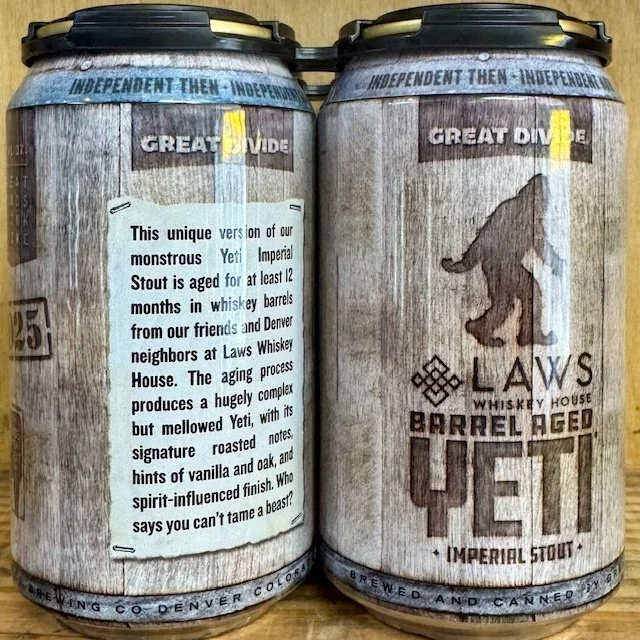 INDEPENDENT THEN · INDEPENDENT
GREAT DIVIDE
This unique version of our
monstrous Yeti Imperial
Stout is aged for at least 12
months in whiskey barrels
from our friends and Denver
neighbors at Laws Whiskey
House. The aging process
produces a hugely complex
but mellowed Yeti, with its
signature roasted notes,
hints of vanilla and oak, and
spirit-influenced finish. Who
says you can't tame a beast?
25
BREWING CO· DENVER COLORA
INDEPENDENT THEN · INDEPENDENT
GREAT DIVIDE
LAWS
WHISKEY HOUSE
BARREL AGED
YETI
· IMPERIAL STOUT ·
BREWED AND CANNED BY